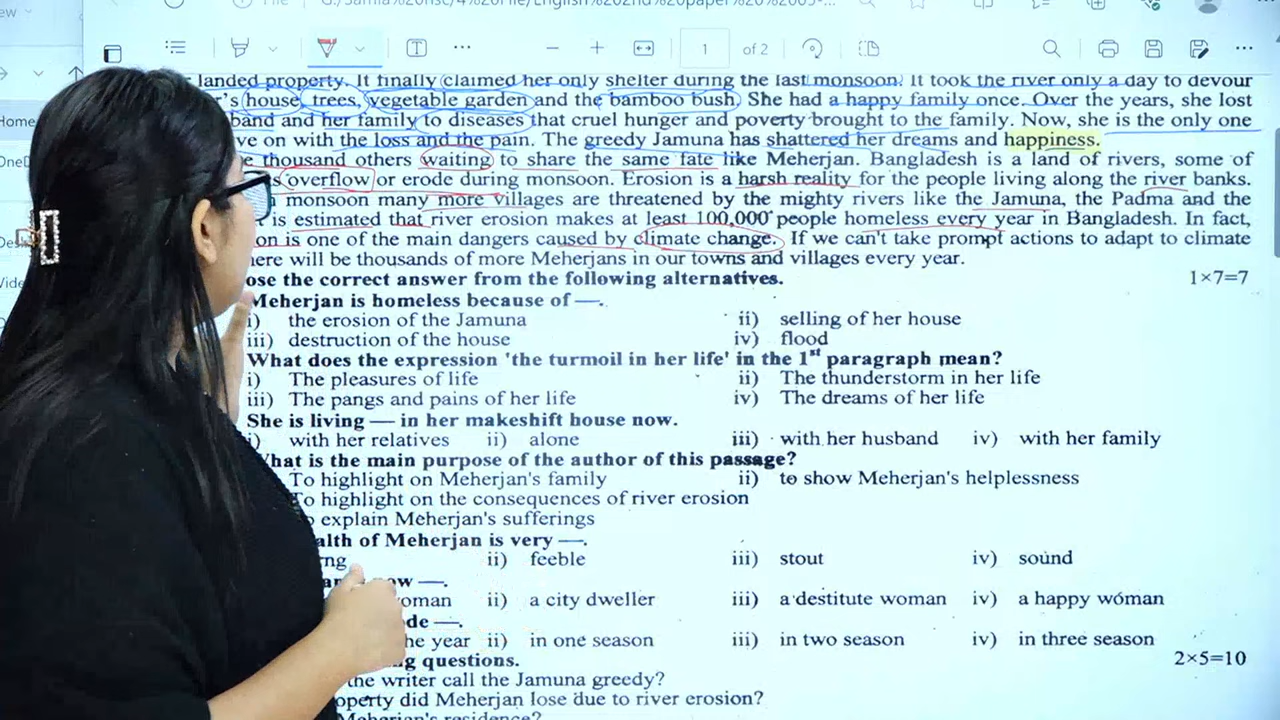 1 of 2
landed property. It finally claimed her only shelter during the last monsoon. It took the river only a day to devour
house, trees, vegetable garden and the bamboo bush. She had a happy family once. Over the years, she lost
band and her family to diseases that cruel hunger and poverty brought to the family. Now, she is the only one
ve on with the loss and the pain. The greedy Jamuna has shattered her dreams and happiness.
e thousand others waiting to share the same fate like Meherjan. Bangladesh is a land of rivers, some of
s overflow or erode during monsoon. Erosion is a harsh reality for the people living along the river banks.
monsoon many more villages are threatened by the mighty rivers like the Jamuna, the Padma and the
is estimated that river erosion makes at least 100,000 people homeless every year in Bangladesh. In fact,
on is one of the main dangers caused by climate change. If we can't take prompt actions to adapt to climate
here will be thousands of more Meherjans in our towns and villages every year.
ose the correct answer from the following alternatives. 1×7=7
Meherjan is homeless because of —.
i) the erosion of the Jamuna ii) selling of her house
iii) destruction of the house iv) flood
What does the expression 'the turmoil in her life' in the 1st paragraph mean?
i) The pleasures of life ii) The thunderstorm in her life
iii) The pangs and pains of her life iv) The dreams of her life
She is living — in her makeshift house now.
i) with her relatives ii) alone iii) with her husband iv) with her family
What is the main purpose of the author of this passage?
To highlight on Meherjan's family ii) to show Meherjan's helplessness
To highlight on the consequences of river erosion
explain Meherjan's sufferings
alth of Meherjan is very —.
ng ii) feeble iii) stout iv) sound
ow —.
oman ii) a city dweller iii) a destitute woman iv) a happy woman
ode —.
he year ii) in one season iii) in two season iv) in three season
ng questions. 2×5=10
the writer call the Jamuna greedy?
operty did Meherjan lose due to river erosion?
Meherjan's residence?